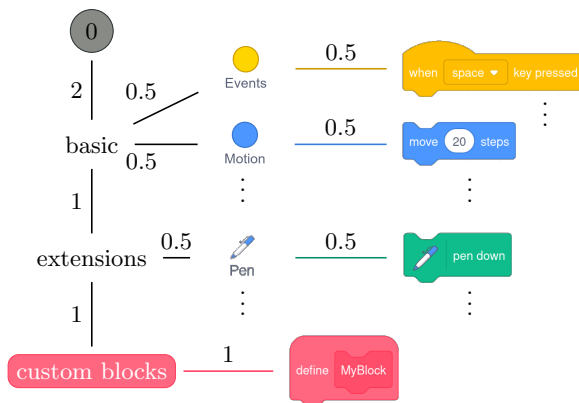 0
2
0.5
Events
0.5
when space key pressed
basic
0.5
Motion
0.5
move 20 steps
1
extensions
0.5
Pen
0.5
pen down
1
custom blocks
1
define MyBlock